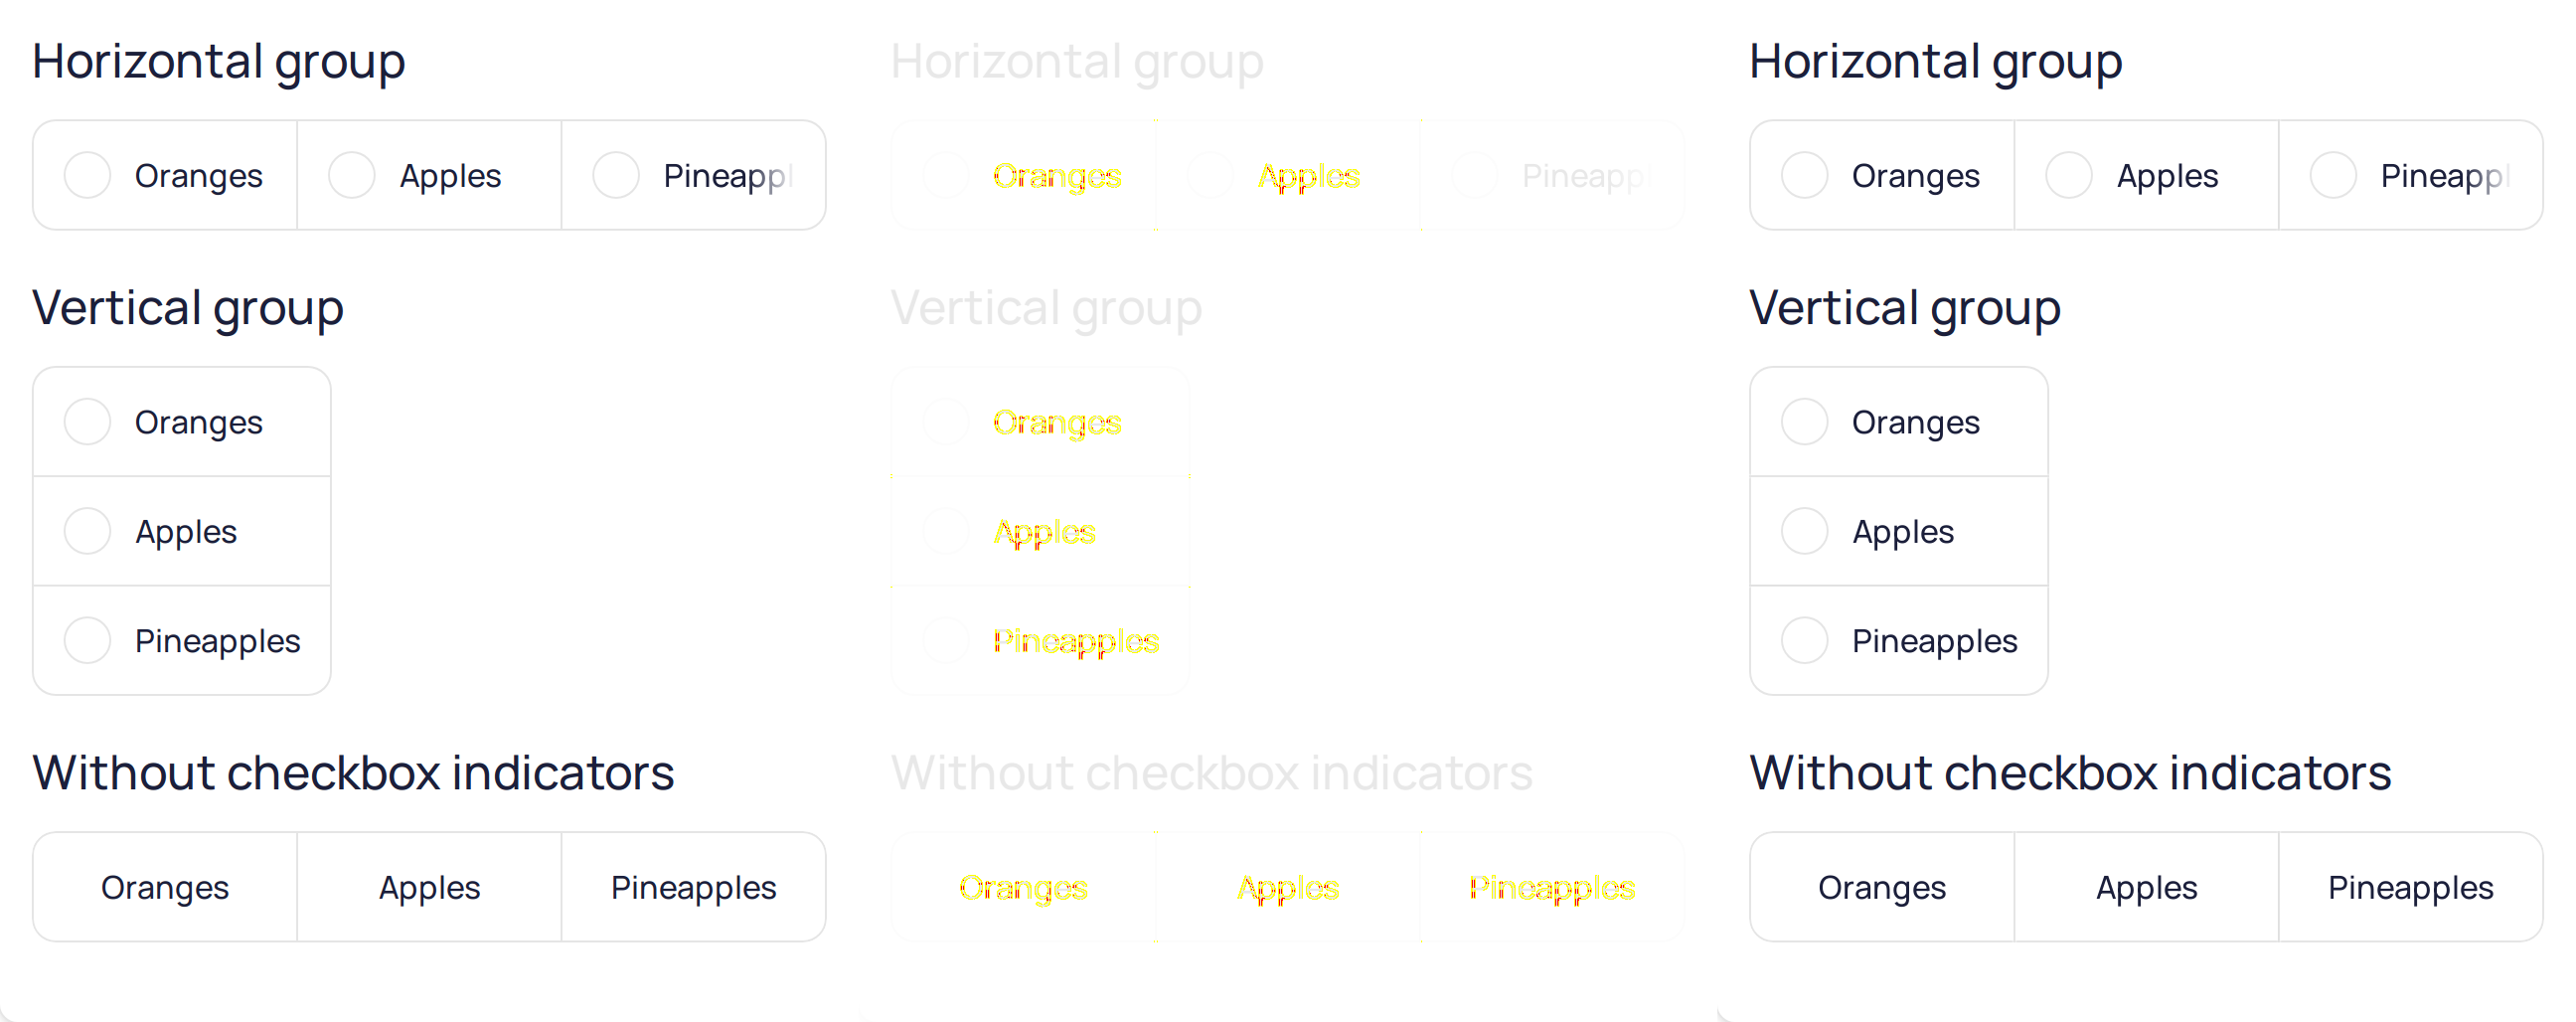 Horizontal group
Oranges Apples Pineappl
Vertical group
Oranges
Apples
Pineapples
Without checkbox indicators
Oranges Apples Pineapples
Horizontal group
Oranges Apples Pineappl
Vertical group
Oranges
Apples
Pineapples
Without checkbox indicators
Oranges Apples Pineapples
Horizontal group
Oranges Apples Pineappl
Vertical group
Oranges
Apples
Pineapples
Without checkbox indicators
Oranges Apples Pineapples